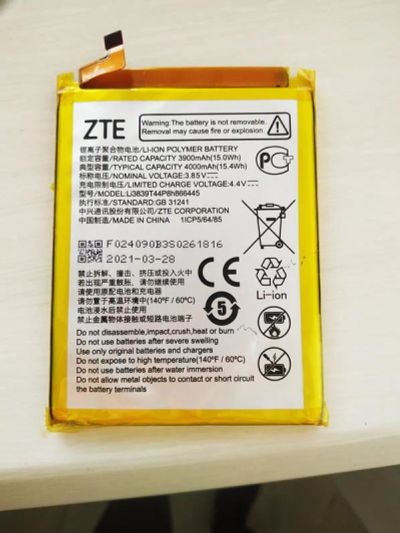 ZTE
Warning: The battery is not removable. Removal may cause fire or explosion.
锂离子聚合物电池/LI-ION POLYMER BATTERY
额定容量/RATED CAPACITY 3900mAh(15.0Wh)
典型容量/TYPICAL CAPACITY 4000mAh(15.4Wh)
标称电压/NOMINAL VOLTAGE:3.85V
充电限制电压/LIMITED CHARGE VOLTAGE:4.4V
型号/MODEL:Li3839T44P8h866445
执行标准/STANDARD:GB 31241
中兴通讯股份有限公司/ZTE CORPORATION
中国制造/MADE IN CHINA 1ICP5/64/85
F024090B3S0261816
2021-03-28
禁止拆解、撞击、挤压或投入火中
若出现严重鼓胀，请勿继续使用
请使用原配电池和充电器
请勿置于高温环境中(140°F / 60°C)
电池浸水后禁止使用
禁止金属物体接触或短路电池触点
CE
5
Li-ion
Do not disassemble,impact,crush,heat or burn
Do not use batteries after severe swelling
Use only original batteries and chargers
Do not expose to high temperature(140°F / 60°C)
Do not use batteries after water immersion
Do not allow metal objects to contact or short circuit
the battery terminals